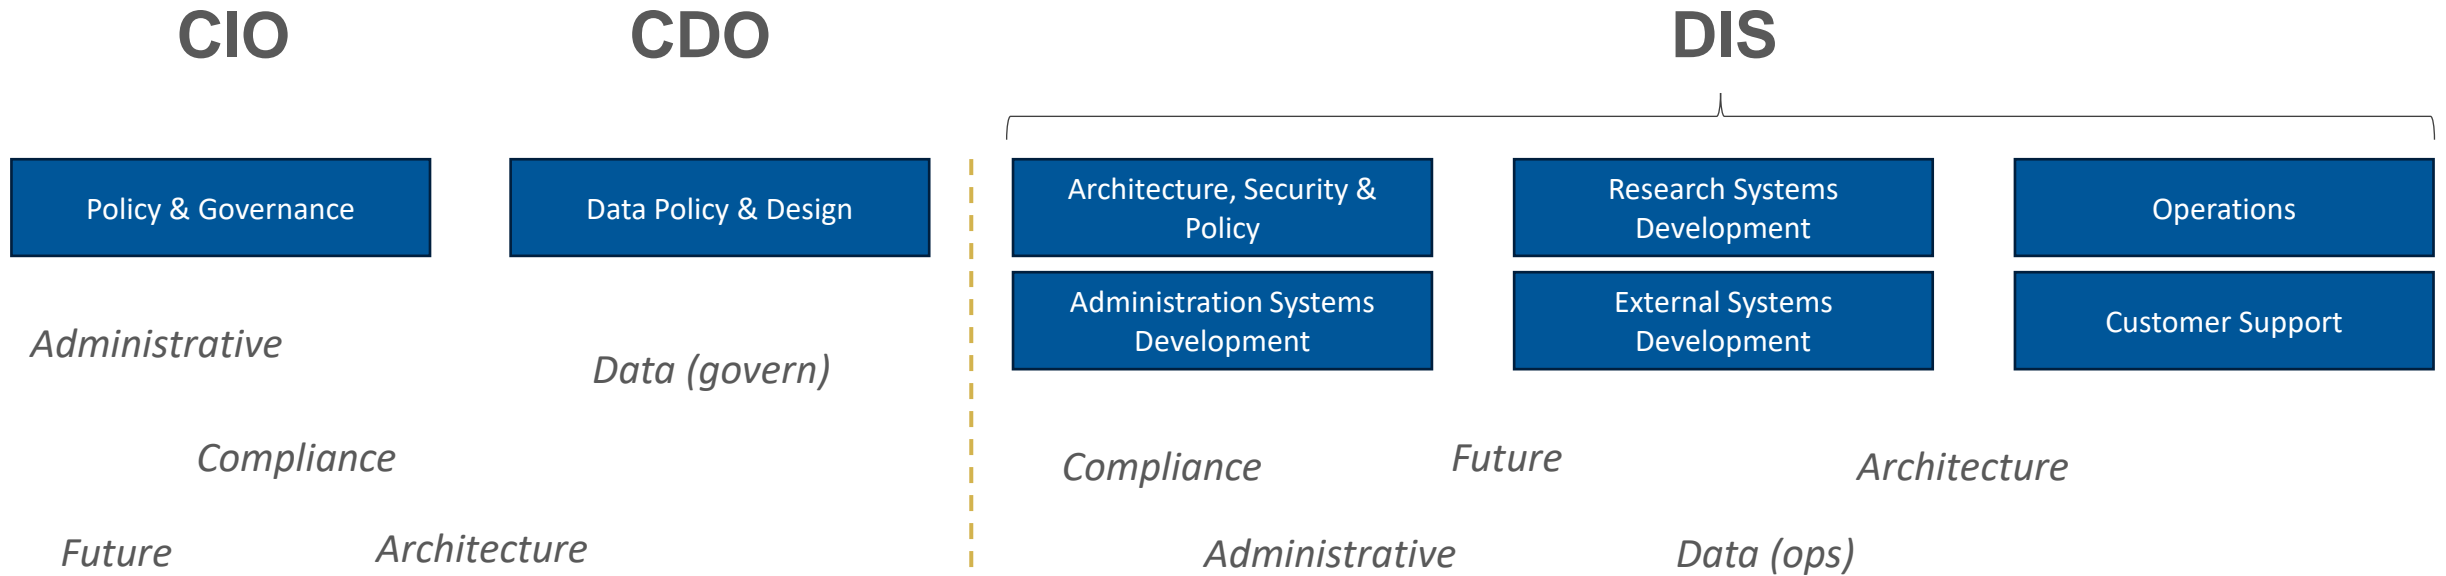 CIO
CDO
DIS
Policy & Governance
Data Policy & Design
Architecture, Security &
Policy
Research Systems
Development
Operations
Administration Systems
Development
External Systems
Development
Customer Support
Administrative
Data (govern)
Compliance
Future
Architecture
Compliance
Future
Architecture
Administrative
Data (ops)